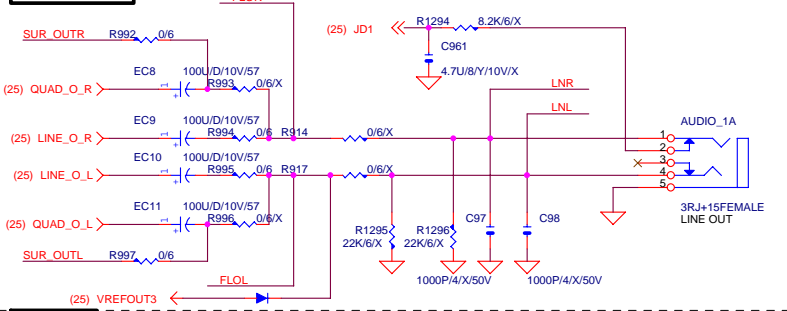 (25) JD1
R1294 8.2K/6/X
SUR_OUTR R992 0/6
C961
4.7U/8/Y/10V/X
EC8 100U/D/10V/57
(25) QUAD_O_R 1 + R993 0/6/X
LNR
LNL
EC9 100U/D/10V/57
AUDIO_1A
(25) LINE_O_R 1 + R994 0/6 R914 0/6/X
1
2
EC10 100U/D/10V/57
3
(25) LINE_O_L 1 + R995 0/6 R917 0/6/X
4
5
EC11 100U/D/10V/57
3RJ+15FEMALE
LINE OUT
(25) QUAD_O_L 1 + R996 0/6/X
R1295
22K/6/X
R1296
22K/6/X
C97
C98
SUR_OUTL R997 0/6
1000P/4/X/50V
1000P/4/X/50V
FLOL
(25) VREFOUT3